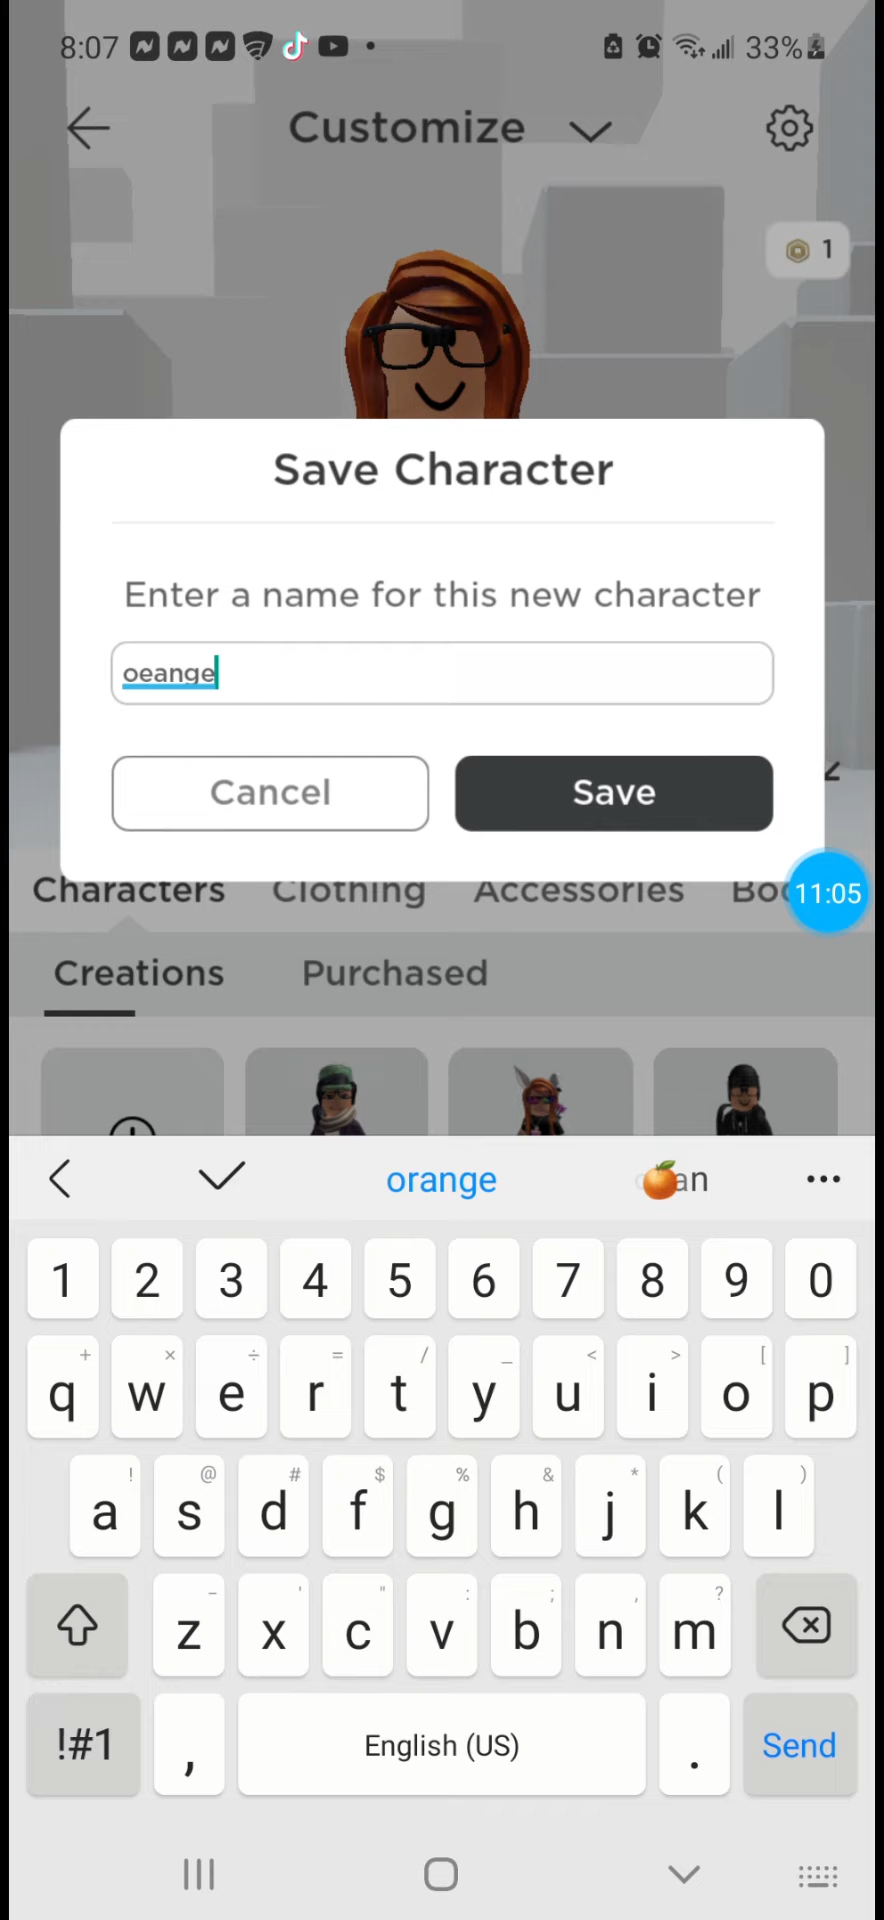 8:07 33%
Customize
1
Save Character
Enter a name for this new character
oeange
Cancel Save
Characters Clothing Accessories
11:05
Creations Purchased
orange
1 2 3 4 5 6 7 8 9 0
+ × ÷ = / _ < > [ ]
q w e r t y u i o p
! @ # $ % & * ( )
a s d f g h j k l
- ' " : ; , ?
z x c v b n m
!#1 , English (US) . Send